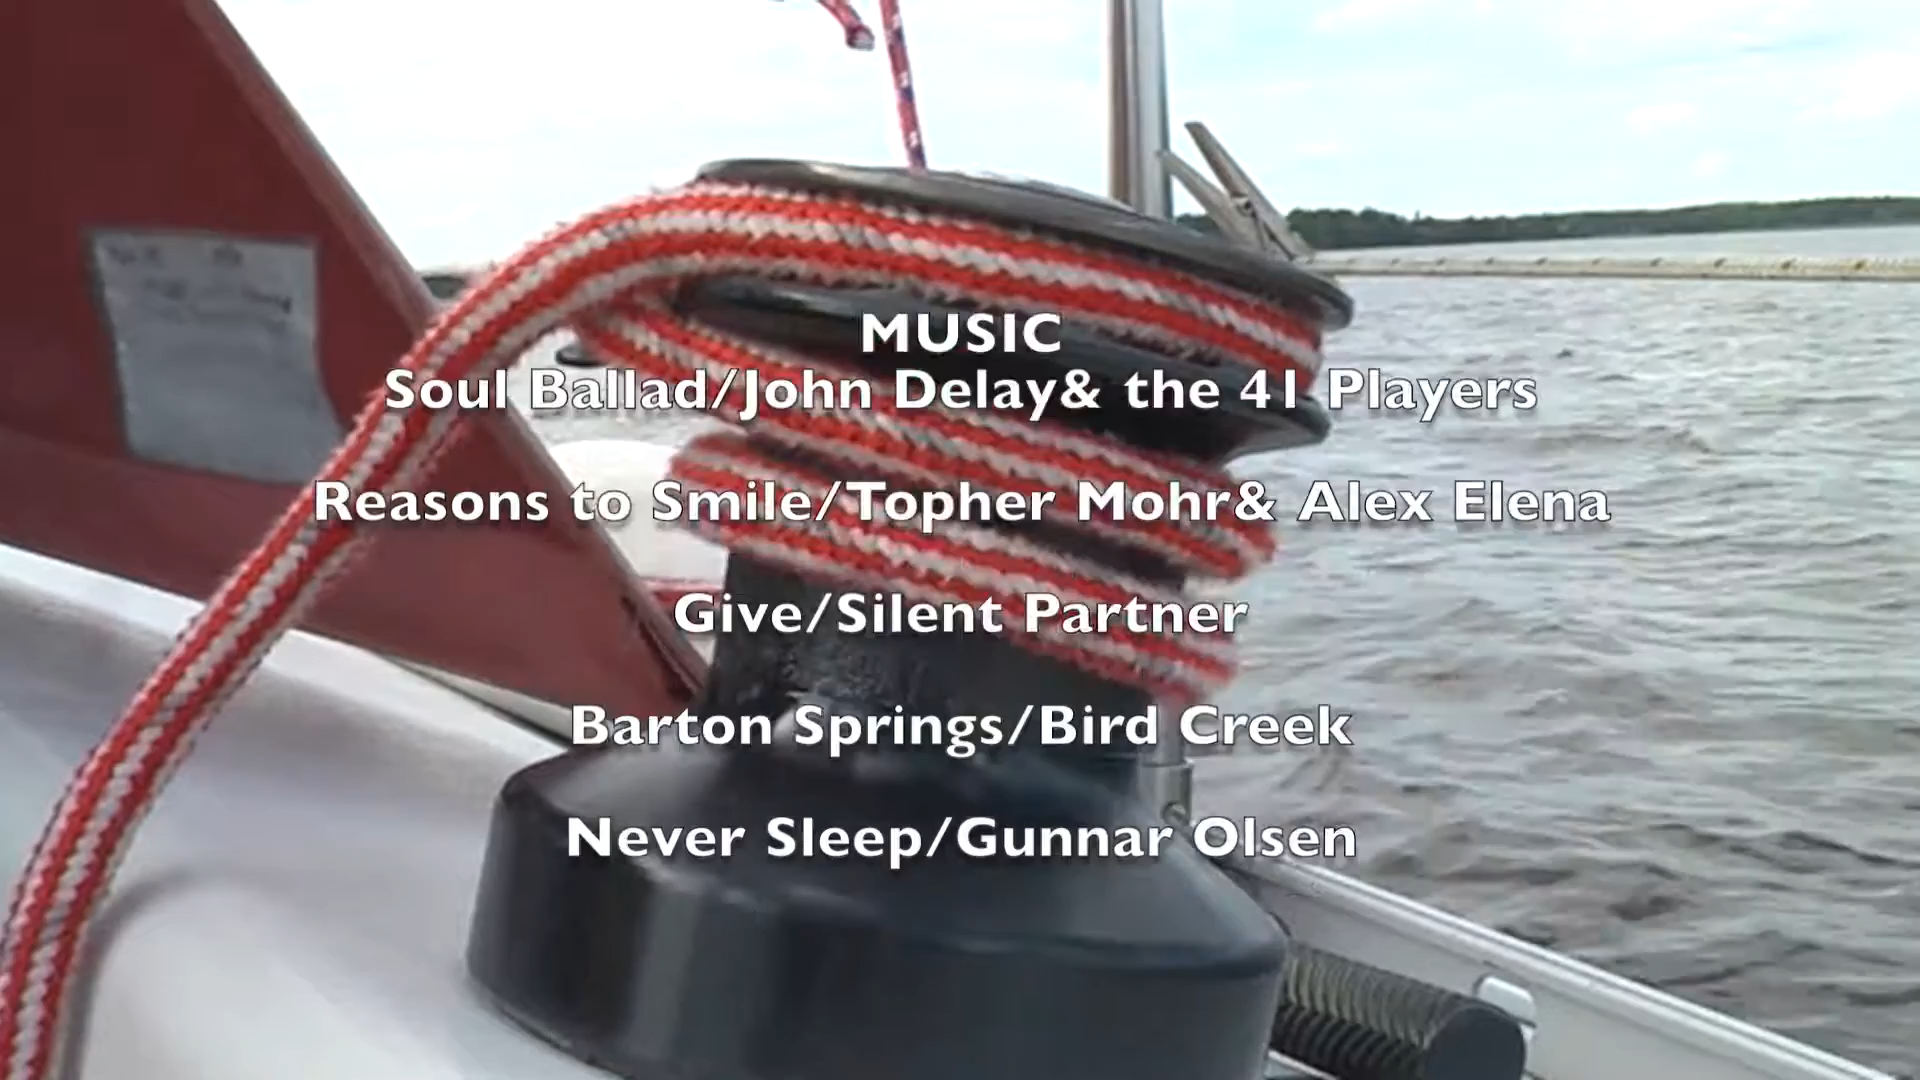 MUSIC
Soul Ballad/John Delay& the 41 Players
Reasons to Smile/Topher Mohr& Alex Elena
Give/Silent Partner
Barton Springs/Bird Creek
Never Sleep/Gunnar Olsen